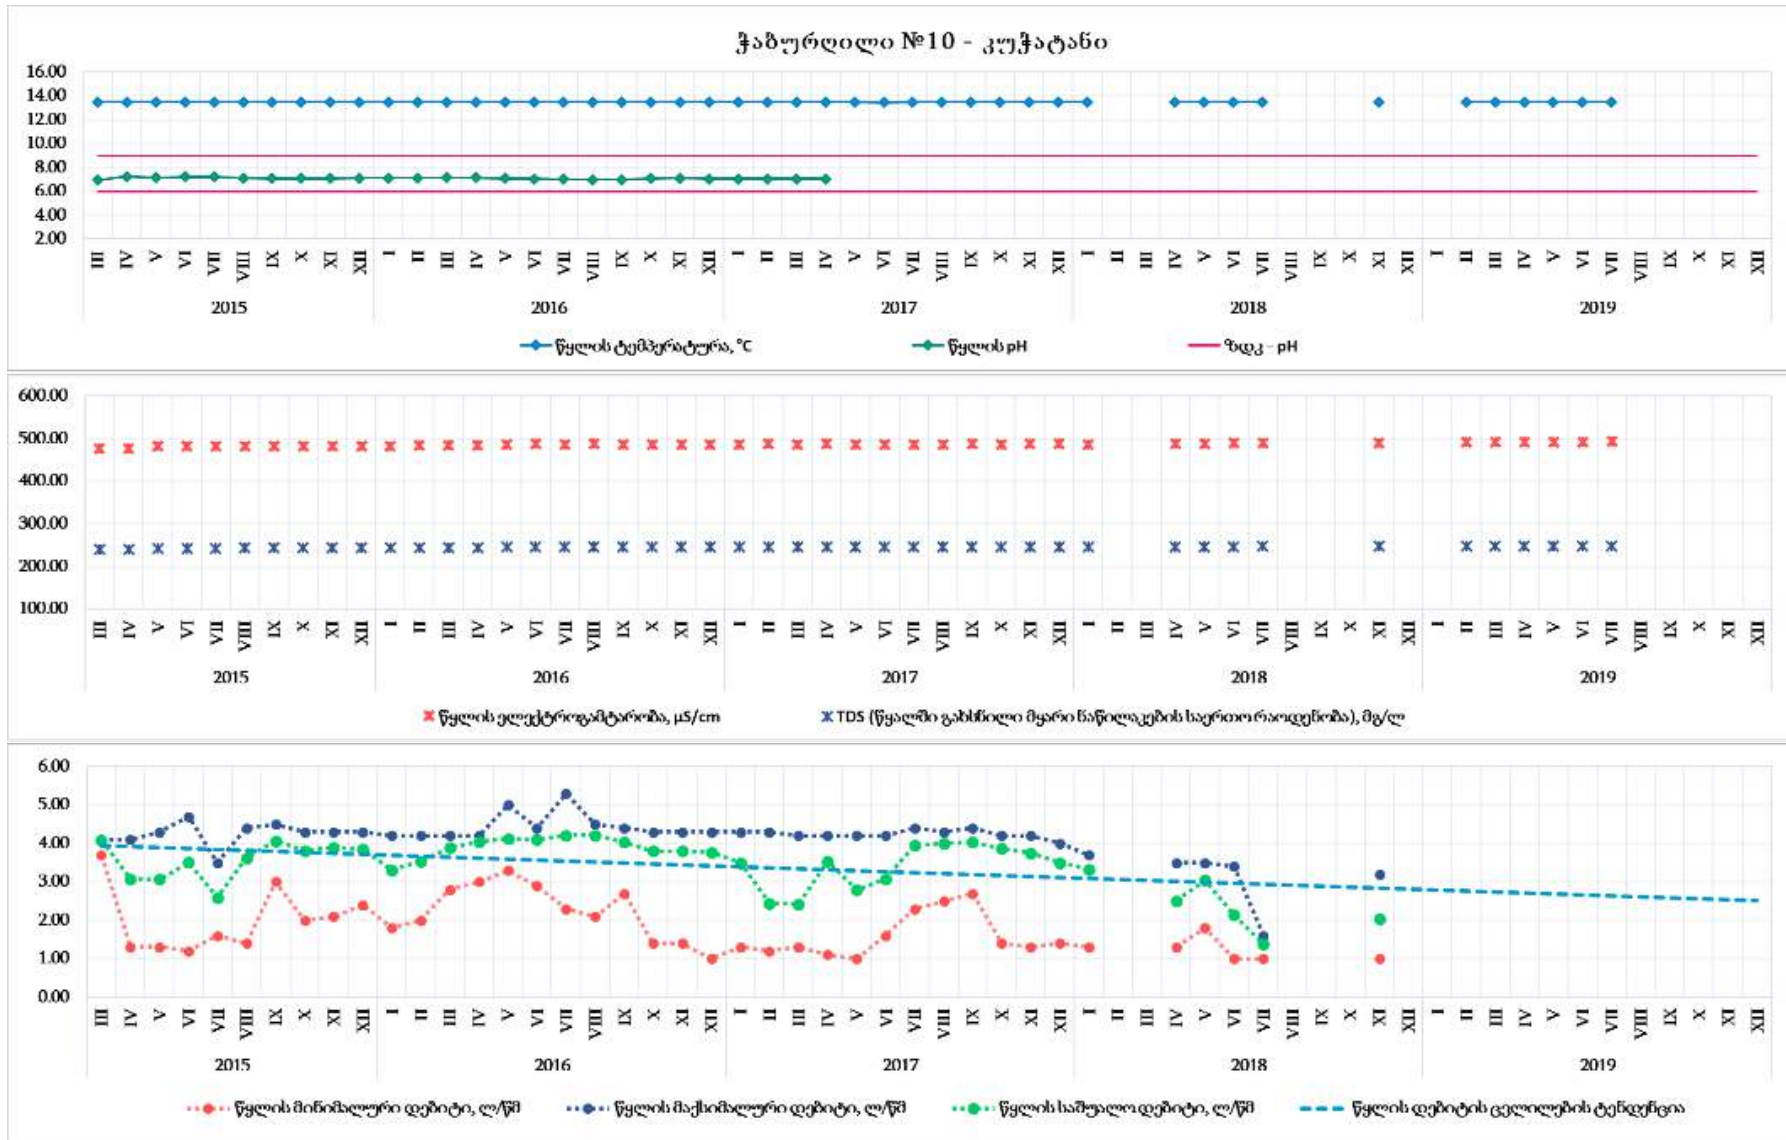 ჭაბურღილი №10 - კუჭატანი
16.00
14.00
12.00
10.00
8.00
6.00
4.00
2.00
III IV V VI VII VIII IX X XI XII I II III IV V VI VII VIII IX X XI XII I II III IV V VI VII VIII IX X XI XII I II III IV V VI VII VIII IX X XI XII I II III IV V VI VII VIII IX X XI XII
2015 2016 2017 2018 2019
წყლის ტემპერატურა, °C წყლის pH ზდკ - pH
600.00
500.00
400.00
300.00
200.00
100.00
III IV V VI VII VIII IX X XI XII I II III IV V VI VII VIII IX X XI XII I II III IV V VI VII VIII IX X XI XII I II III IV V VI VII VIII IX X XI XII I II III IV V VI VII VIII IX X XI XII
2015 2016 2017 2018 2019
წყლის ელექტროგამტარობა, µS/cm TDS (წყალში გახსნილი მყარი ნაწილაკების საერთო რაოდენობა), მგ/ლ
6.00
5.00
4.00
3.00
2.00
1.00
0.00
III IV V VI VII VIII IX X XI XII I II III IV V VI VII VIII IX X XI XII I II III IV V VI VII VIII IX X XI XII I II III IV V VI VII VIII IX X XI XII I II III IV V VI VII VIII IX X XI XII
2015 2016 2017 2018 2019
წყლის მინიმალური დებიტი, ლ/წმ წყლის მაქსიმალური დებიტი, ლ/წმ წყლის საშუალო დებიტი, ლ/წმ წყლის დებიტის ცვლილების ტენდენცია